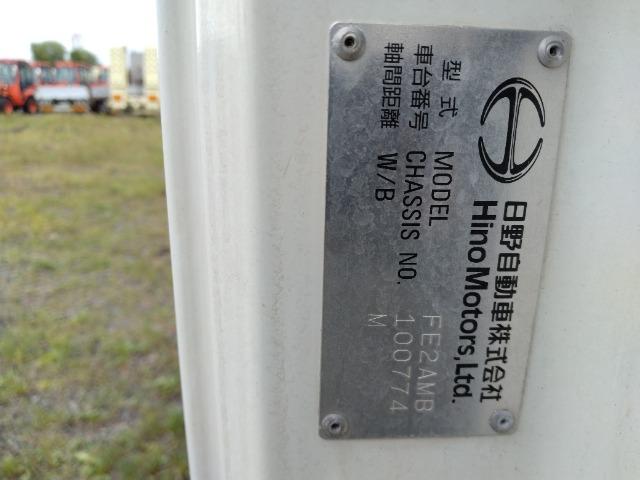 日野自動車株式会社
Hino Motors, Ltd.
型式 MODEL FE2AMB
車台番号 CHASSIS NO. 100774
軸間距離 W/B M